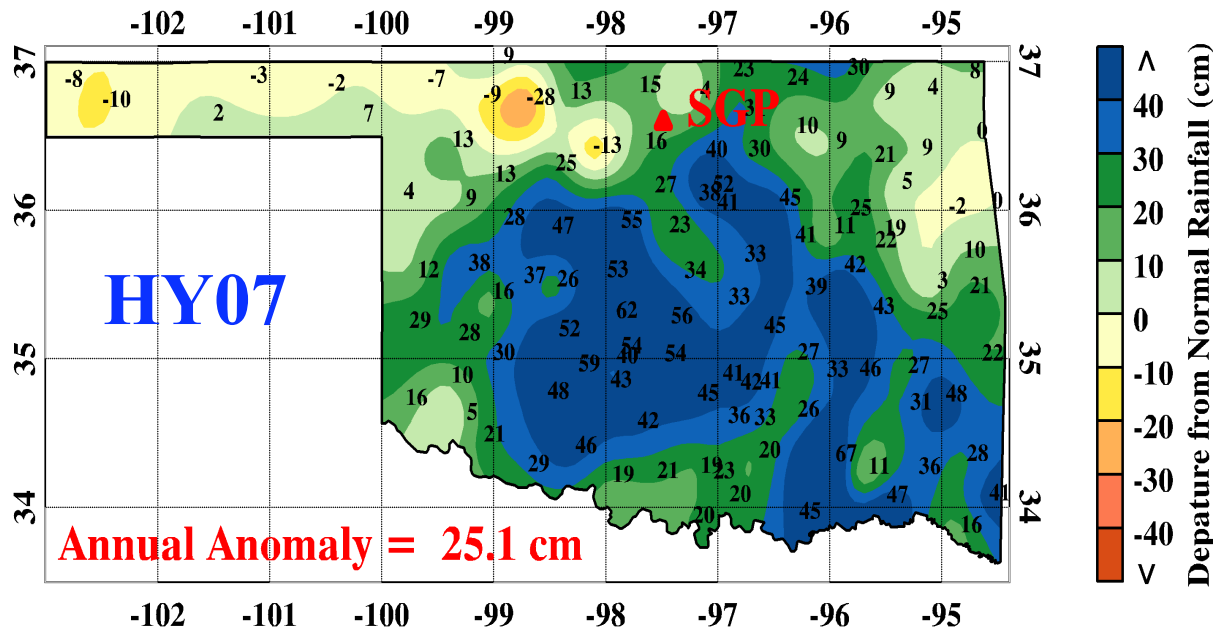 -102 -101 -100 -99 -98 -97 -96 -95
37 37
9 23 30 8
-8 -3 -2 -7 15 24
-10 -9 -28 13 4 9 4
2 7 SGP
13 16 10 9 0
-13 40 30 21 9
25
13 27 52 5
4 9 38 41 45 25 -2 0
36 36
28 47 55 23 11 19
41 22
12 38 53 34 33 42 10
HY07
37 26 39 3 21
16 33 43 25
29 28 52 62 56 45
54
30 40 54 27 22
35 35
59 41 33 46 27
10 43 42 41
16 48 47 31 48
5 42 36 33 26
21 46 20 67 28
29 19 21 19 23 11 36
20 47 41
34 34
20 45 16
Annual Anomaly = 25.1 cm
-102 -101 -100 -99 -98 -97 -96 -95
Depature from Normal Rainfall (cm)
>
40
30
20
10
0
-10
-20
-30
-40
<